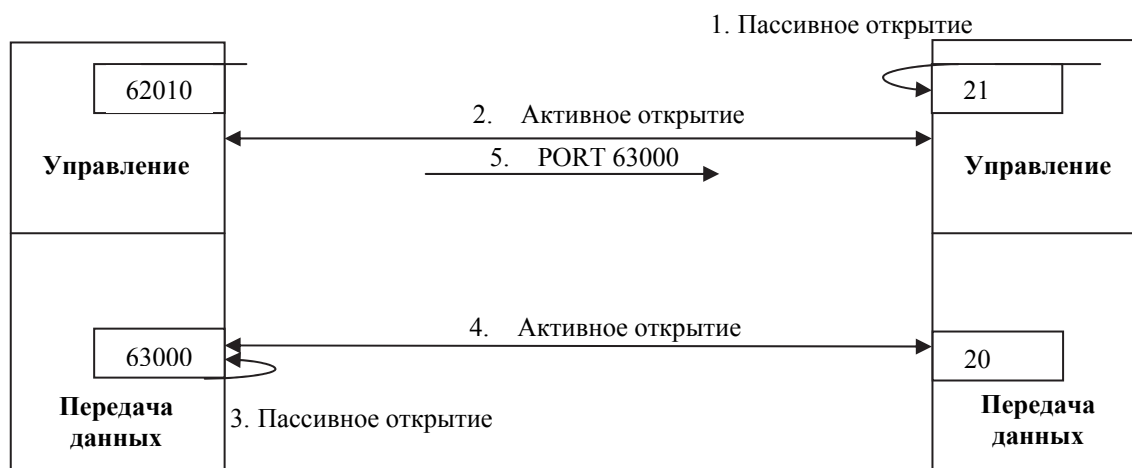 1. Пассивное открытие
62010
21
2. Активное открытие
5. PORT 63000
Управление
Управление
4. Активное открытие
63000
20
3. Пассивное открытие
Передача
данных
Передача
данных